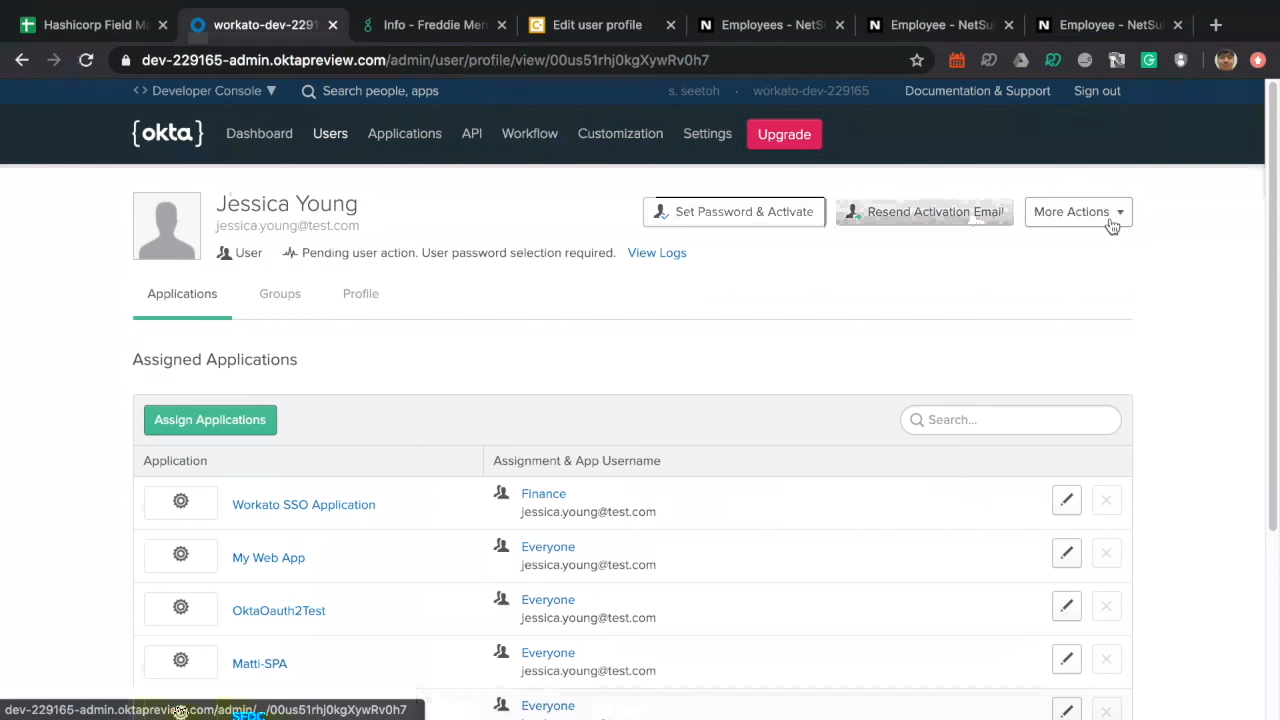 Hashicorp Field Ma
workato-dev-2291
Info - Freddie Mer
Edit user profile
Employees - NetSu
Employee - NetSui
Employee - NetSui
dev-229165-admin.oktapreview.com/admin/user/profile/view/00us51rhj0kgXywRv0h7
<> Developer Console ▼
Search people, apps
s. seetoh · workato-dev-229165
Documentation & Support
Sign out
{okta}
Dashboard
Users
Applications
API
Workflow
Customization
Settings
Upgrade
Jessica Young
jessica.young@test.com
Set Password & Activate
Resend Activation Email
More Actions
User
Pending user action. User password selection required.
View Logs
Applications
Groups
Profile
Assigned Applications
Assign Applications
Search...
Application
Assignment & App Username
Workato SSO Application
Finance
jessica.young@test.com
My Web App
Everyone
jessica.young@test.com
OktaOauth2Test
Everyone
jessica.young@test.com
Matti-SPA
Everyone
jessica.young@test.com
Everyone
dev-229165-admin.oktapreview.com/admin/.../00us51rhj0kgXywRv0h7